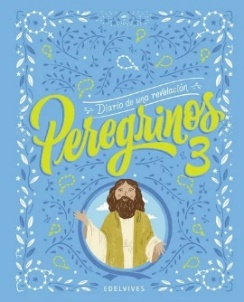 Diario de una revelación
Peregrinos
3
EDELVIVES